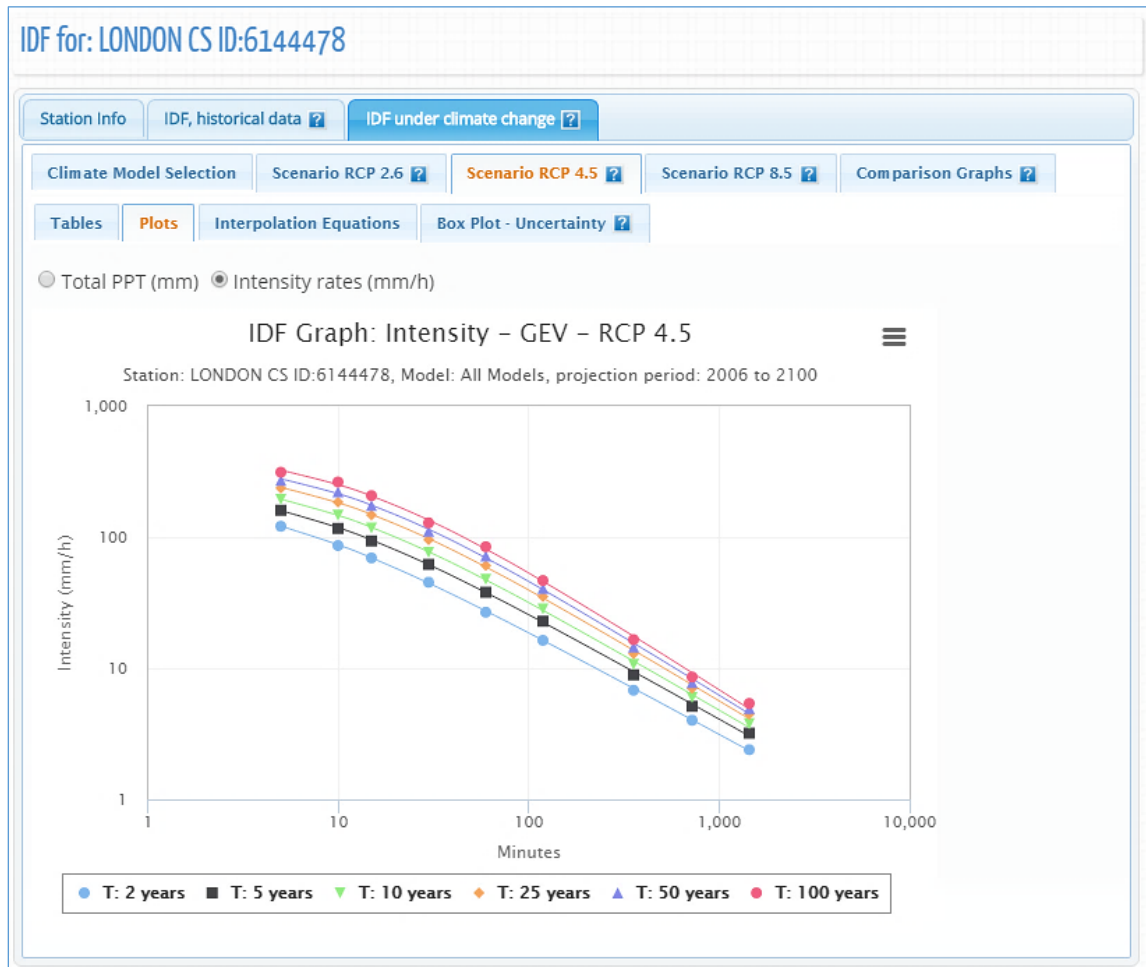 IDF for: LONDON CS ID:6144478
Station Info IDF, historical data ? IDF under climate change ?
Climate Model Selection Scenario RCP 2.6 ? Scenario RCP 4.5 ? Scenario RCP 8.5 ? Comparison Graphs ?
Tables Plots Interpolation Equations Box Plot - Uncertainty ?
Total PPT (mm) Intensity rates (mm/h)
IDF Graph: Intensity – GEV – RCP 4.5
Station: LONDON CS ID:6144478, Model: All Models, projection period: 2006 to 2100
1,000
100
10
1
Intensity (mm/h)
1 10 100 1,000 10,000
Minutes
T: 2 years T: 5 years T: 10 years T: 25 years T: 50 years T: 100 years